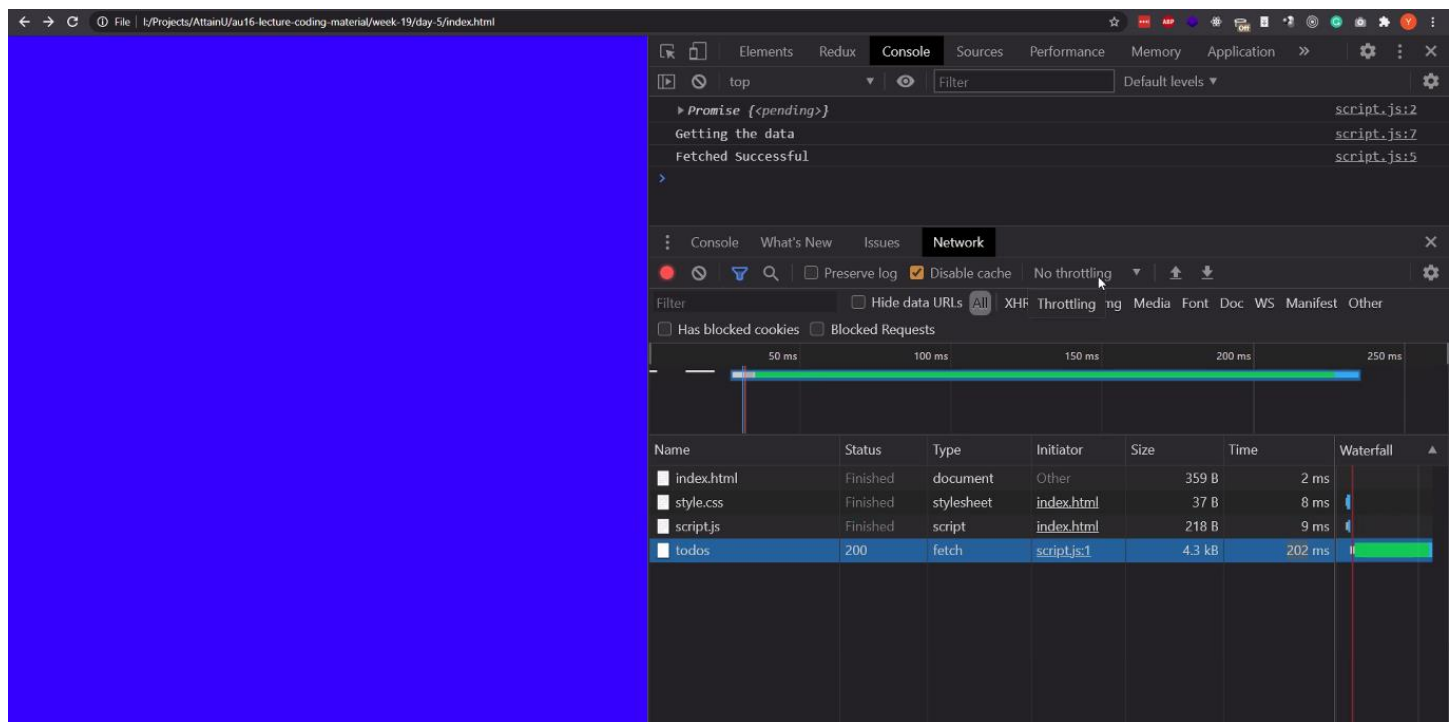 File | I:/Projects/AttainU/au16-lecture-coding-material/week-19/day-5/index.html ABP Off Y
Elements Redux Console Sources Performance Memory Application »
top Filter Default levels ▼
▶ Promise {<pending>} script.js:2
Getting the data script.js:7
Fetched Successful script.js:5
>
Console What's New Issues Network
Preserve log Disable cache No throttling ▼
Filter Hide data URLs All XHR Throttling mg Media Font Doc WS Manifest Other
Has blocked cookies Blocked Requests
50 ms 100 ms 150 ms 200 ms 250 ms
Name Status Type Initiator Size Time Waterfall
index.html Finished document Other 359 B 2 ms
style.css Finished stylesheet index.html 37 B 8 ms
script.js Finished script index.html 218 B 9 ms
todos 200 fetch script.js:1 4.3 kB 202 ms